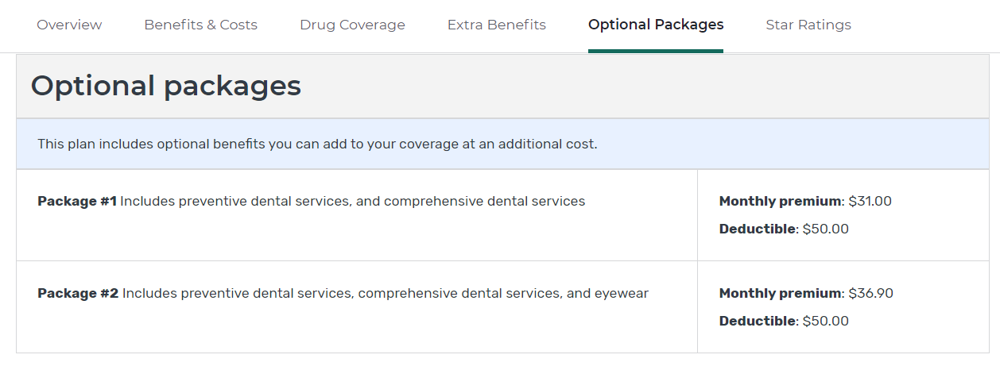 Overview Benefits & Costs Drug Coverage Extra Benefits Optional Packages Star Ratings
Optional packages
This plan includes optional benefits you can add to your coverage at an additional cost.
Package #1 Includes preventive dental services, and comprehensive dental services
Monthly premium: $31.00
Deductible: $50.00
Package #2 Includes preventive dental services, comprehensive dental services, and eyewear
Monthly premium: $36.90
Deductible: $50.00